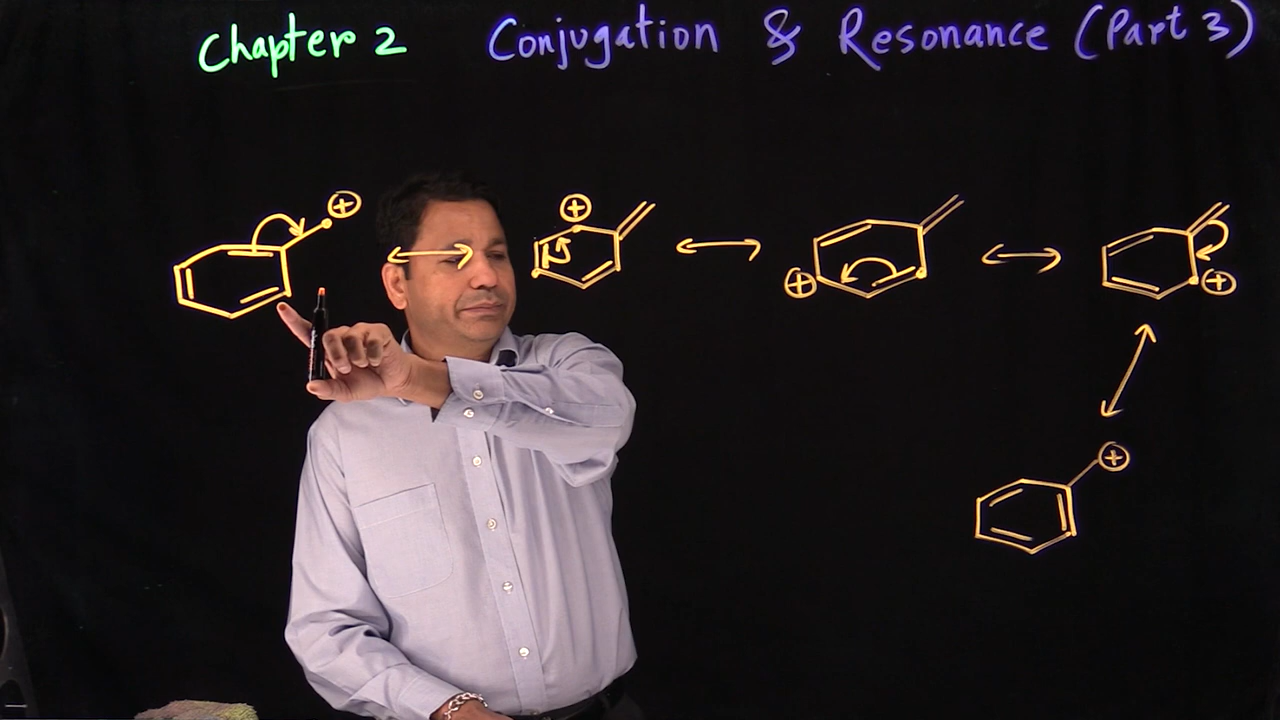 Chapter 2 Conjugation & Resonance (Part 3)
+ + + +
+